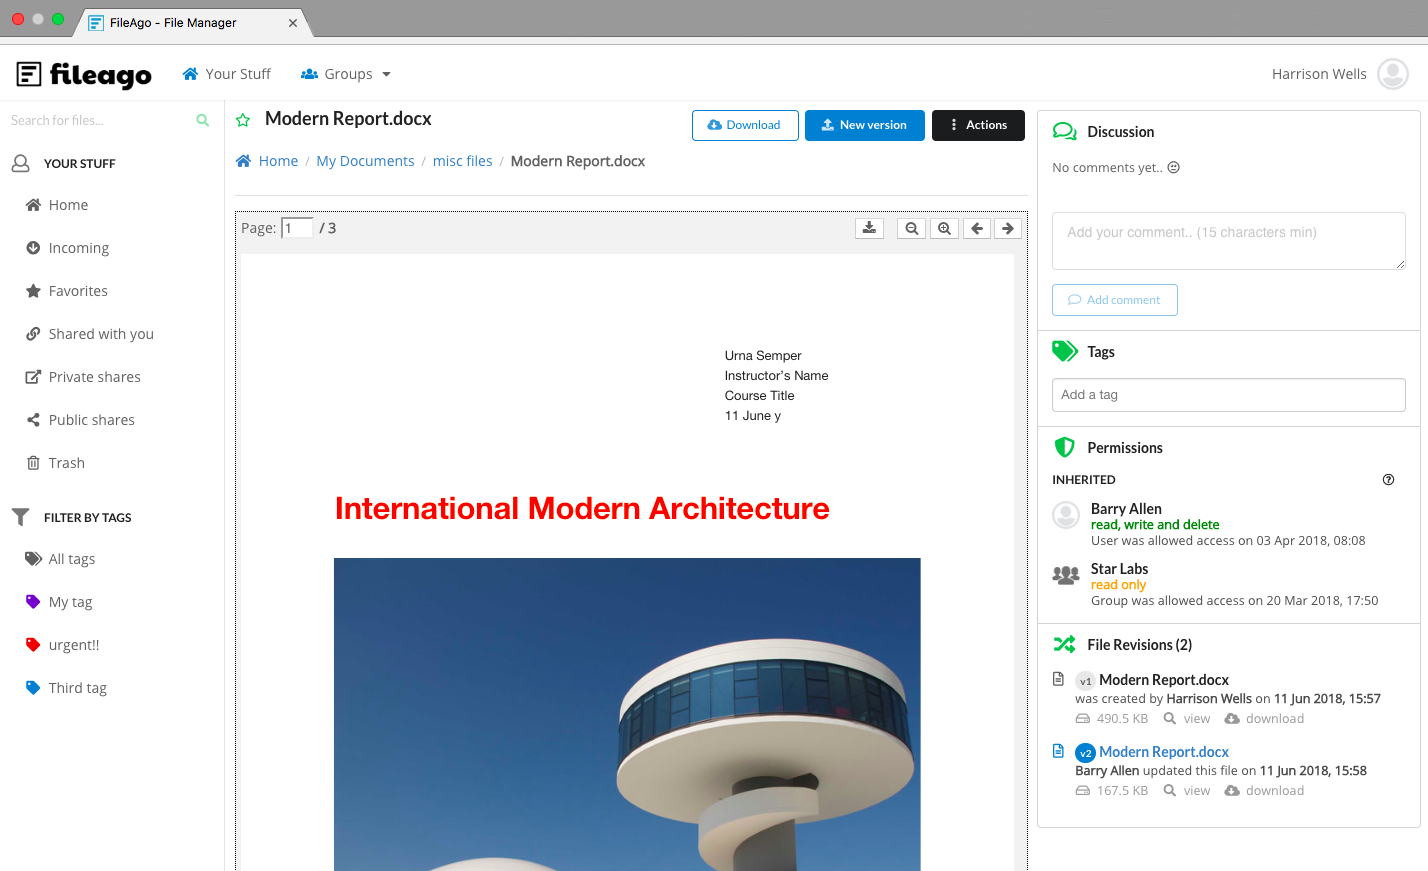 FileAgo - File Manager
fileago
Your Stuff
Groups
Harrison Wells
Search for files...
YOUR STUFF
Home
Incoming
Favorites
Shared with you
Private shares
Public shares
Trash
FILTER BY TAGS
All tags
My tag
urgent!!
Third tag
Modern Report.docx
Download
New version
Actions
Home / My Documents / misc files / Modern Report.docx
Page: 1 / 3
Urna Semper
Instructor's Name
Course Title
11 June y
International Modern Architecture
Discussion
No comments yet..
Add your comment.. (15 characters min)
Add comment
Tags
Add a tag
Permissions
INHERITED
Barry Allen
read, write and delete
User was allowed access on 03 Apr 2018, 08:08
Star Labs
read only
Group was allowed access on 20 Mar 2018, 17:50
File Revisions (2)
v1 Modern Report.docx
was created by Harrison Wells on 11 Jun 2018, 15:57
490.5 KB view download
v2 Modern Report.docx
Barry Allen updated this file on 11 Jun 2018, 15:58
167.5 KB view download